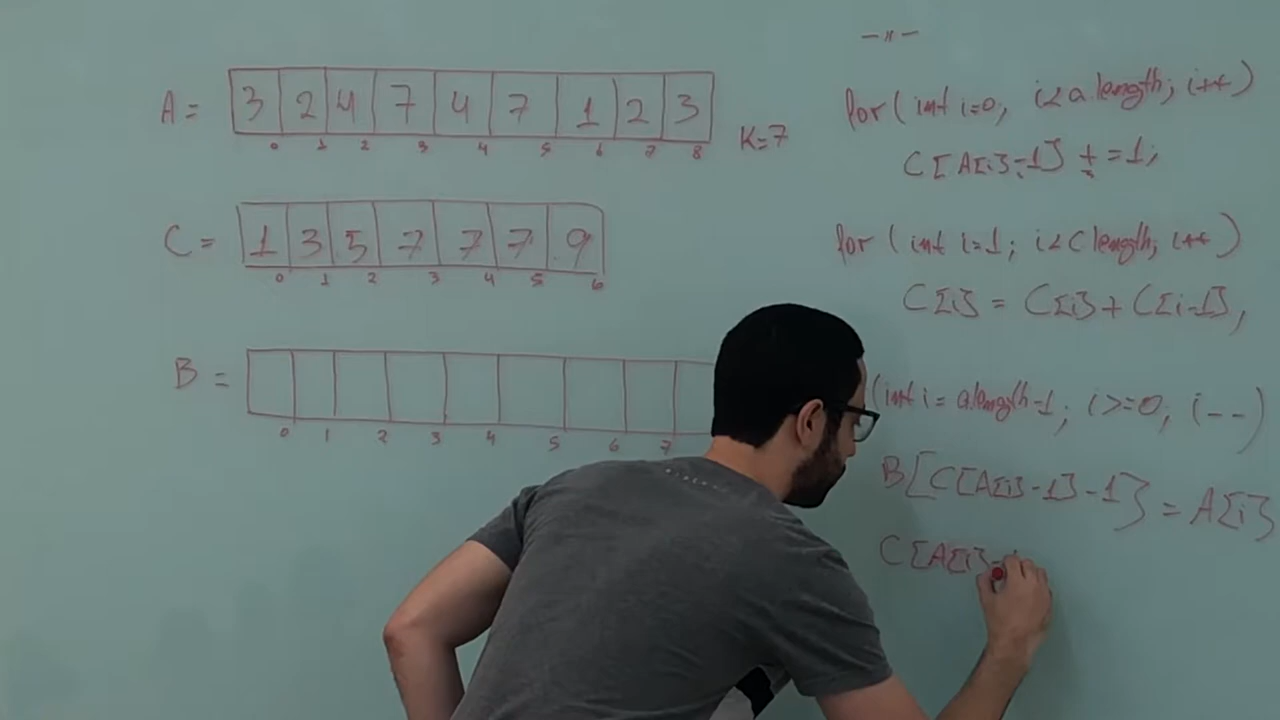 A = 3 2 4 7 4 7 1 2 3
0 1 2 3 4 5 6 7 8
K=7
C = 1 3 5 7 7 7 9
0 1 2 3 4 5 6
B =
0 1 2 3 4 5 6 7
for (int i=0; i<a.length; i++)
C[A[i]-1] += 1;
for (int i=1; i<C length; i++)
C[i] = C[i] + C[i-1];
(int i = a.length-1; i>=0; i--)
B[C[A[i]-1]-1] = A[i]
C[A[i]-